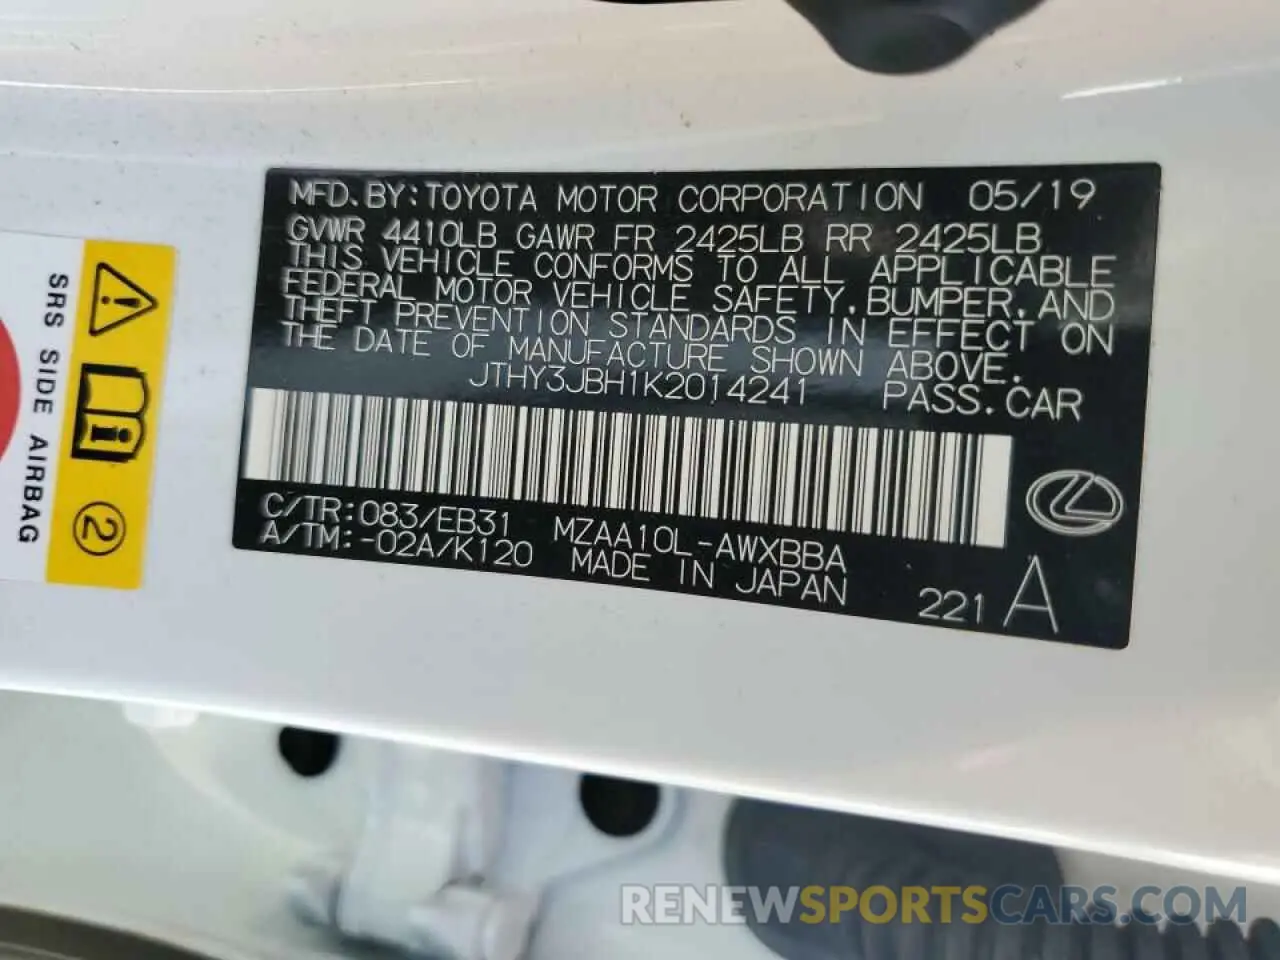 MFD.BY:TOYOTA MOTOR CORPORATION 05/19
GVWR 4410LB GAWR FR 2425LB RR 2425LB
THIS VEHICLE CONFORMS TO ALL APPLICABLE
FEDERAL MOTOR VEHICLE SAFETY,BUMPER,AND
THEFT PREVENTION STANDARDS IN EFFECT ON
THE DATE OF MANUFACTURE SHOWN ABOVE.
JTHY3JBH1K2014241 PASS.CAR
C/TR:083/EB31 MZAA10L-AWXBBA
A/TM:-02A/K120 MADE IN JAPAN
221 A
SRS SIDE AIRBAG
2
RENEWSPORTSCARS.COM